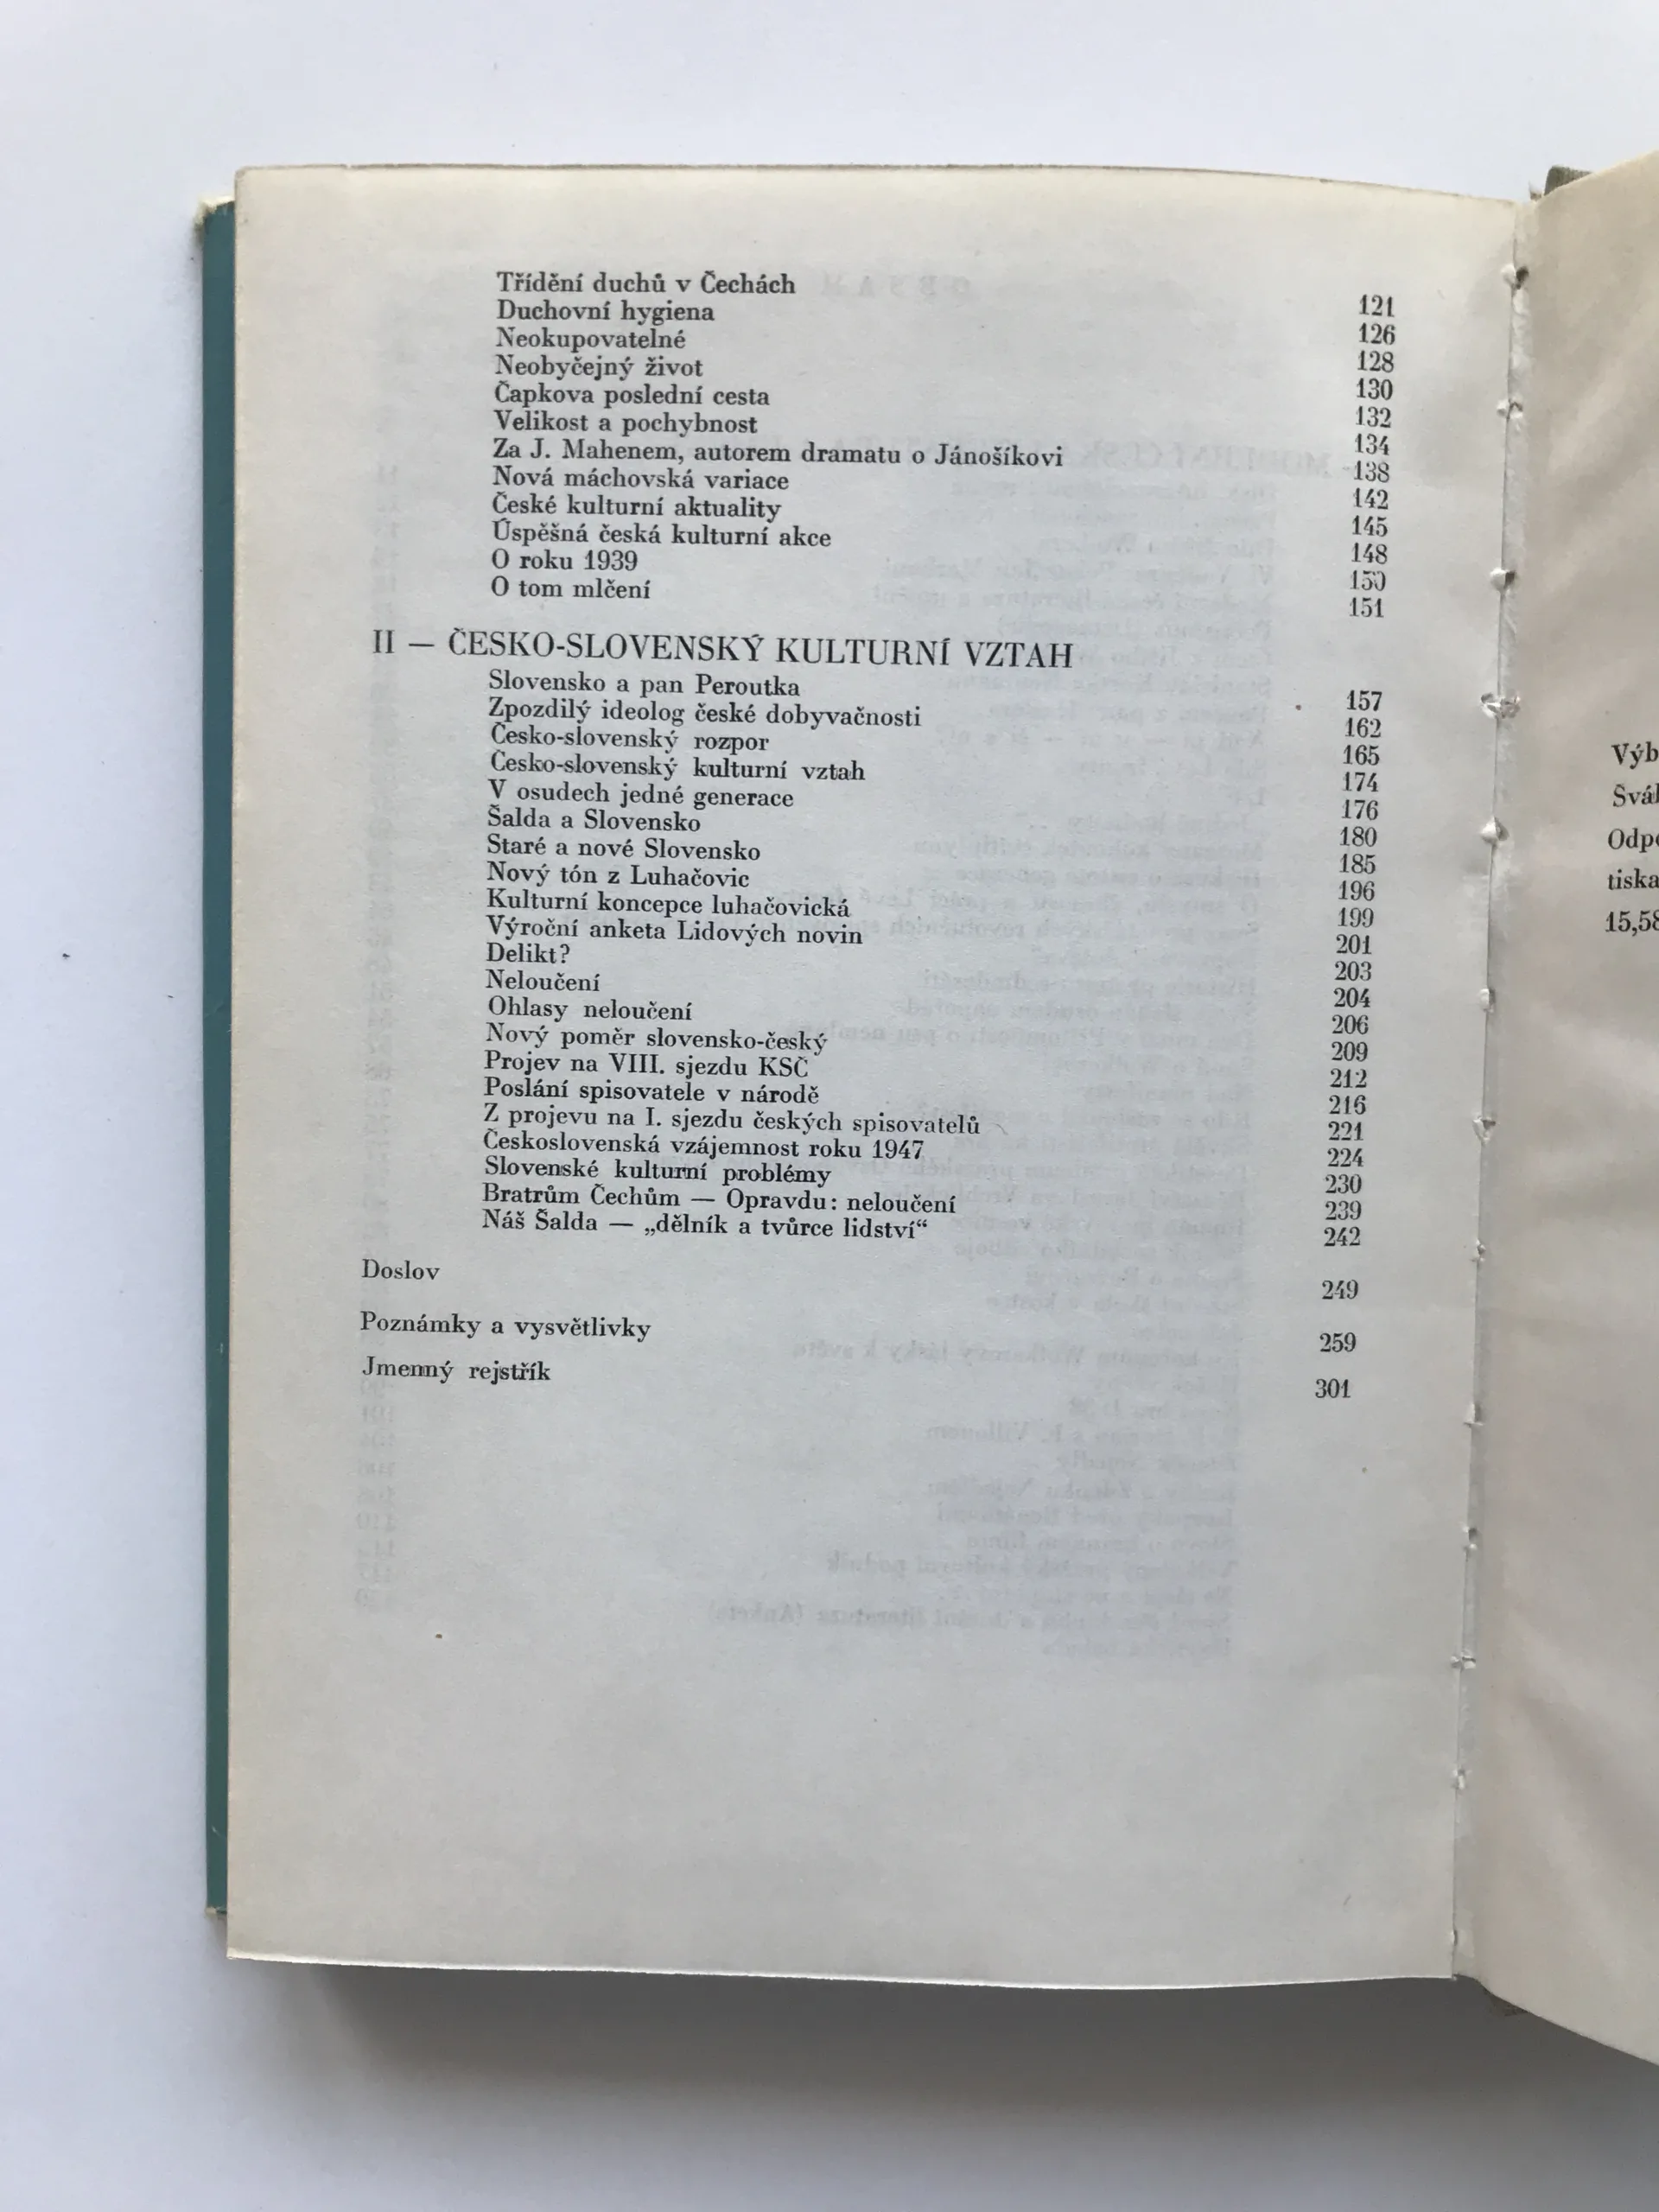 Třídění duchů v Čechách 121
Duchovní hygiena 126
Neokupovatelné 128
Neobyčejný život 130
Čapkova poslední cesta 132
Velikost a pochybnost 134
Za J. Mahenem, autorem dramatu o Jánošíkovi 138
Nová máchovská variace 142
České kulturní aktuality 145
Úspěšná česká kulturní akce 148
O roku 1939 150
O tom mlčení 151
II — ČESKO-SLOVENSKÝ KULTURNÍ VZTAH
Slovensko a pan Peroutka 157
Zpozdilý ideolog české dobyvačnosti 162
Česko-slovenský rozpor 165
Česko-slovenský kulturní vztah 174
V osudech jedné generace 176
Šalda a Slovensko 180
Staré a nové Slovensko 185
Nový tón z Luhačovic 196
Kulturní koncepce luhačovická 199
Výroční anketa Lidových novin 201
Delikt? 203
Neloučení 204
Ohlasy neloučení 206
Nový poměr slovensko-český 209
Projev na VIII. sjezdu KSČ 212
Poslání spisovatele v národě 216
Z projevu na I. sjezdu českých spisovatelů 221
Československá vzájemnost roku 1947 224
Slovenské kulturní problémy 230
Bratrům Čechům — Opravdu: neloučení 239
Náš Šalda — „dělník a tvůrce lidství“ 242
Doslov 249
Poznámky a vysvětlivky 259
Jmenný rejstřík 301
Výb
Švál
Odpo
tiska
15,58